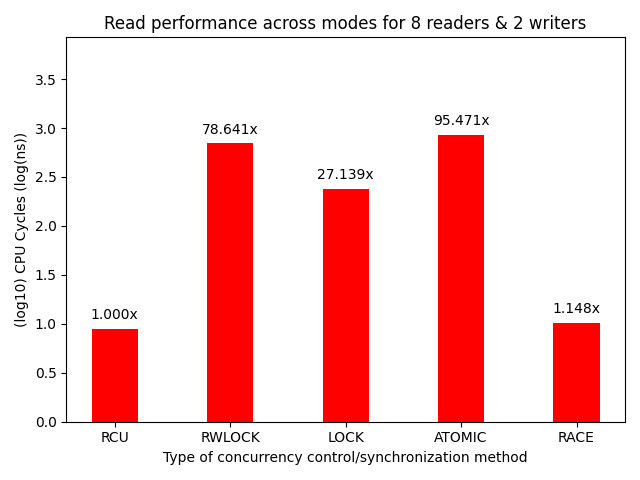 Read performance across modes for 8 readers & 2 writers
(log10) CPU Cycles (log(ns))
3.5
3.0
2.5
2.0
1.5
1.0
0.5
0.0
1.000x
78.641x
27.139x
95.471x
1.148x
RCU
RWLOCK
LOCK
ATOMIC
RACE
Type of concurrency control/synchronization method